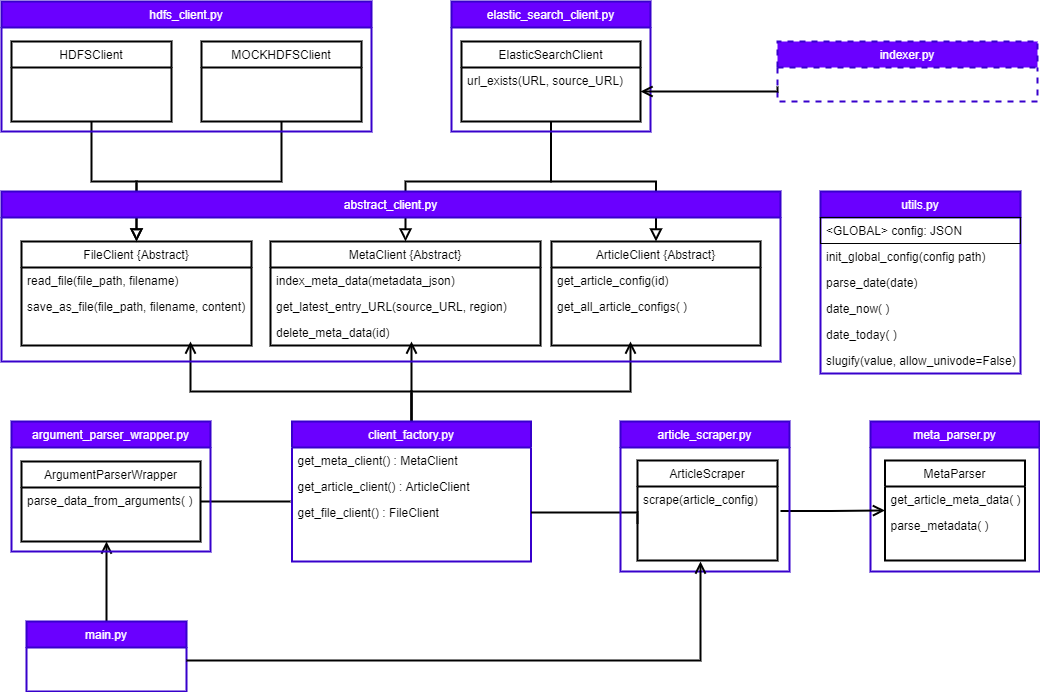 hdfs_client.py
HDFSClient
MOCKHDFSClient
elastic_search_client.py
ElasticSearchClient
url_exists(URL, source_URL)
indexer.py
abstract_client.py
FileClient {Abstract}
read_file(file_path, filename)
save_as_file(file_path, filename, content)
MetaClient {Abstract}
index_meta_data(metadata_json)
get_latest_entry_URL(source_URL, region)
delete_meta_data(id)
ArticleClient {Abstract}
get_article_config(id)
get_all_article_configs( )
utils.py
<GLOBAL> config: JSON
init_global_config(config path)
parse_date(date)
date_now( )
date_today( )
slugify(value, allow_univode=False)
argument_parser_wrapper.py
ArgumentParserWrapper
parse_data_from_arguments( )
client_factory.py
get_meta_client() : MetaClient
get_article_client() : ArticleClient
get_file_client() : FileClient
article_scraper.py
ArticleScraper
scrape(article_config)
meta_parser.py
MetaParser
get_article_meta_data( )
parse_metadata( )
main.py